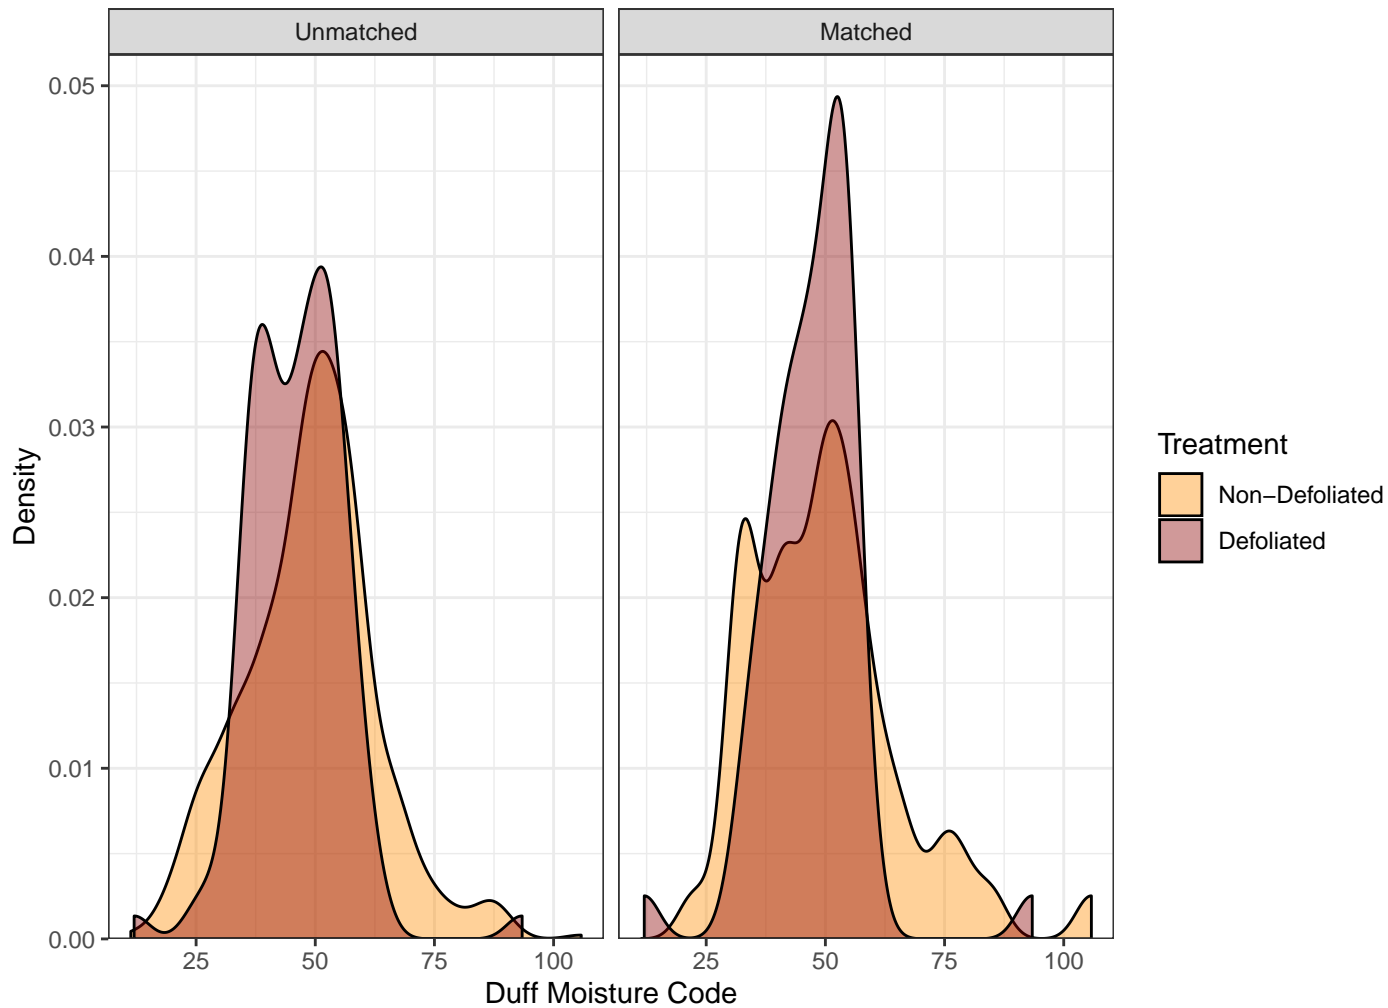 Unmatched
Matched
0.05
0.04
0.03
0.02
0.01
0.00
Density
25 50 75 100
25 50 75 100
Duff Moisture Code
Treatment
Non−Defoliated
Defoliated